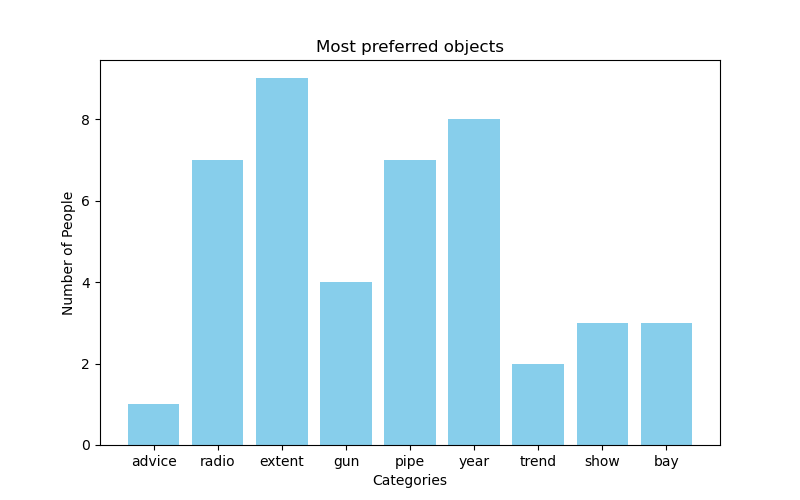 Most preferred objects
Number of People
8
6
4
2
0
advice radio extent gun pipe year trend show bay
Categories